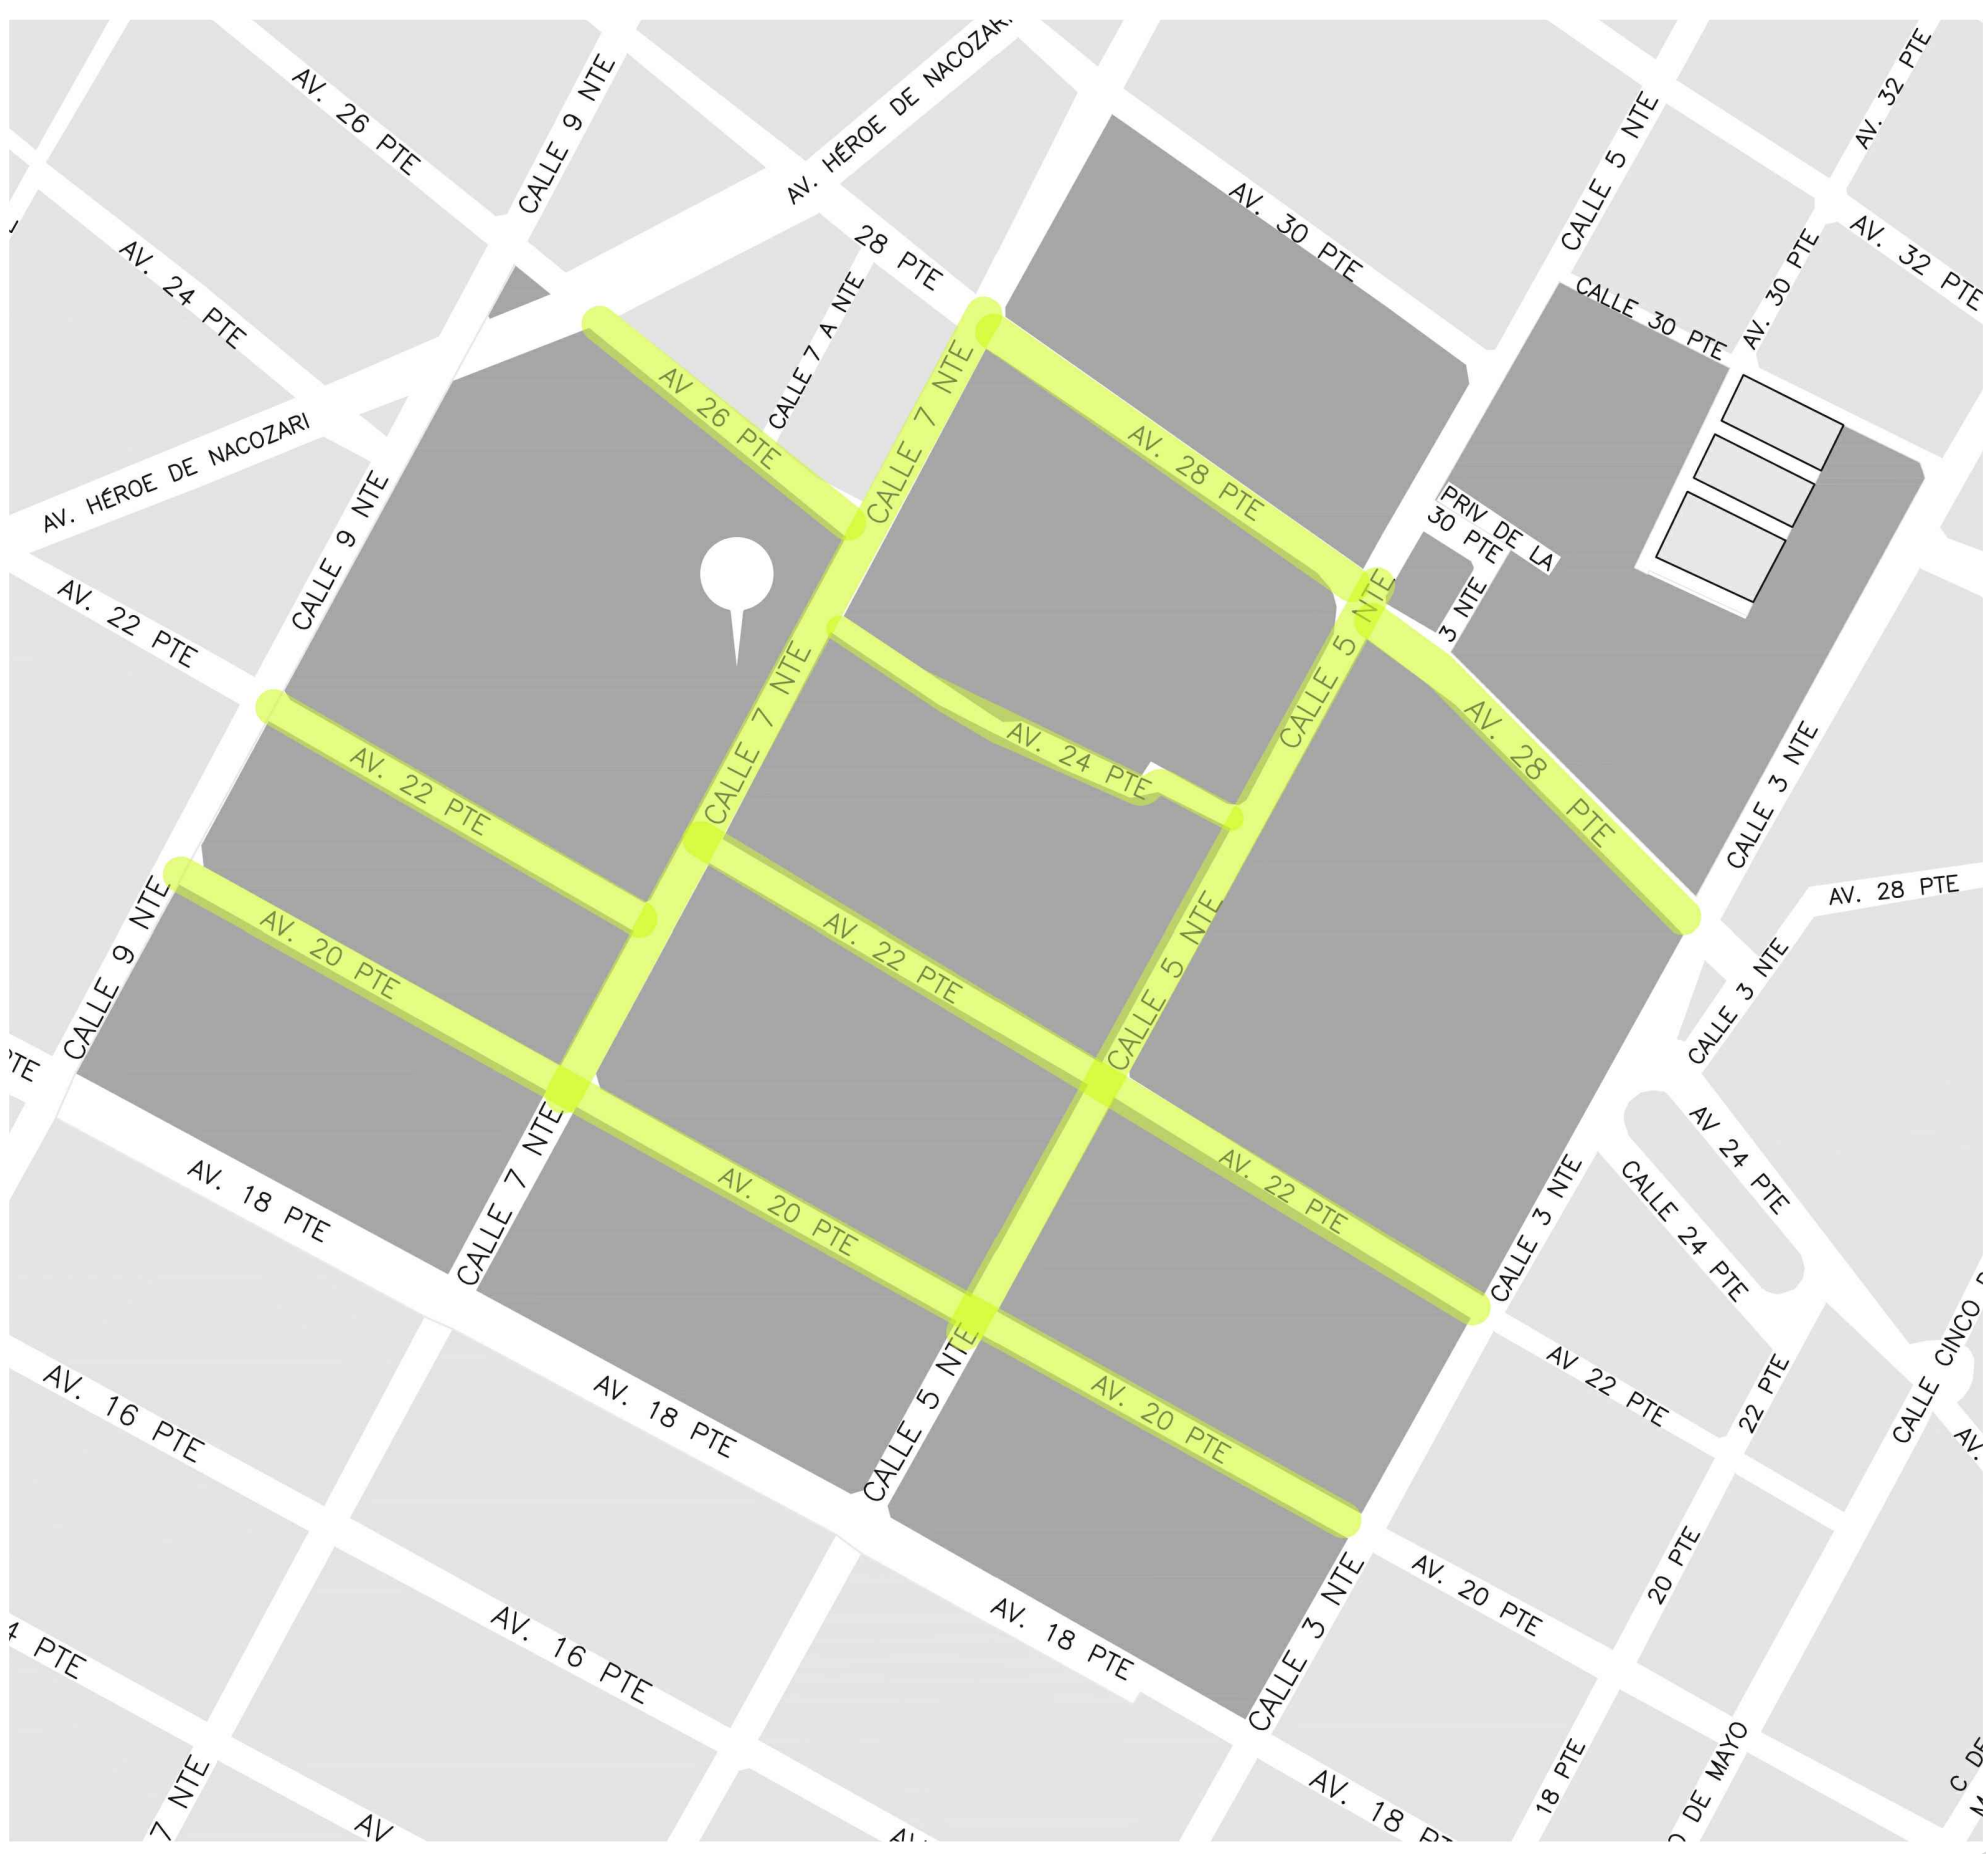 AV. 26 PTE
CALLE 9 NTE
AV. HÉROE DE NACOZARI
CALLE 5 NTE
AV. 32 PTE
AV. 24 PTE
28 PTE
AV. 30 PTE
AV. 30 PTE
AV. 32 PTE
CALLE 7 A NTE
CALLE 30 PTE
AV 26 PTE
CALLE 7 NTE
AV. 28 PTE
AV. HÉROE DE NACOZARI
CALLE 9 NTE
PRIV DE LA
30 PTE
3 NTE
AV. 22 PTE
CALLE 7 NTE
AV. 24 PTE
CALLE 5 NTE
AV. 28 PTE
CALLE 3 NTE
AV. 22 PTE
AV. 28 PTE
AV. 20 PTE
CALLE 9 NTE
AV. 22 PTE
CALLE 5 NTE
CALLE 3 NTE
PTE
AV. 18 PTE
CALLE 7 NTE
AV. 20 PTE
AV. 22 PTE
CALLE 3 NTE
AV 24 PTE
CALLE 24 PTE
AV. 16 PTE
AV. 18 PTE
CALLE 5 NTE
AV. 20 PTE
AV 22 PTE
22 PTE
CALLE CINCO
AV.
4 PTE
AV. 16 PTE
AV. 18 PTE
CALLE 3 NTE
AV. 20 PTE
20 PTE
7 NTE
AV
AV. 18
18 PTE
O DE MAYO
C DE